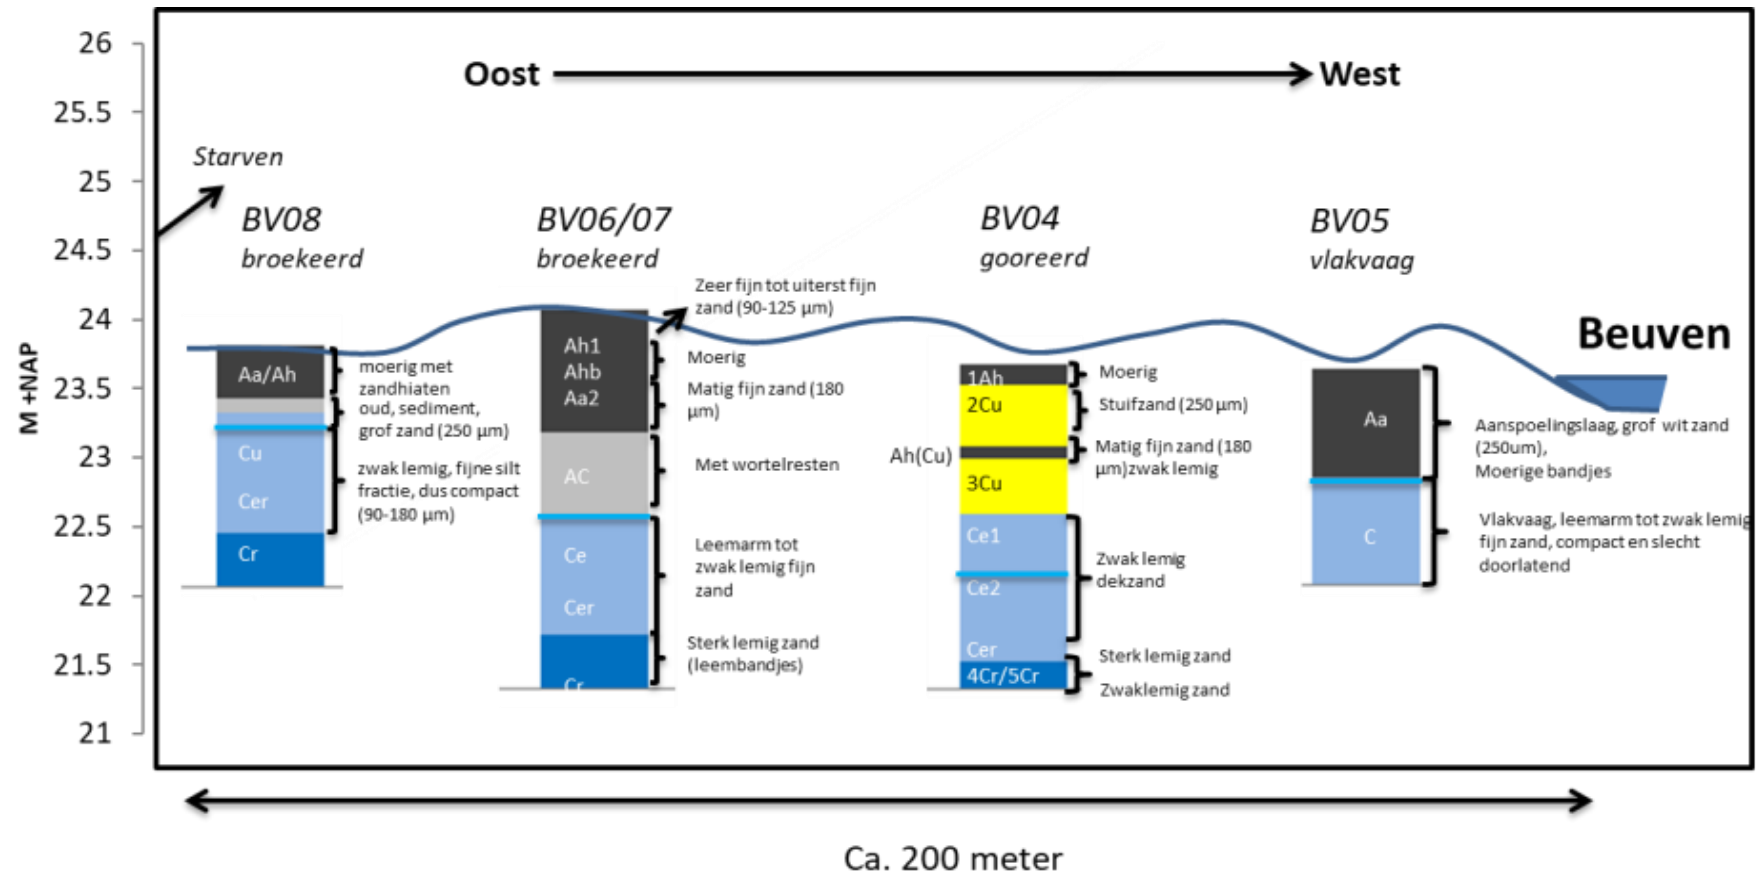 26
25.5
25
24.5
24
23.5
23
22.5
22
21.5
21
M +NAP
Oost
West
Starven
BV08
broekeerd
BV06/07
broekeerd
BV04
gooreerd
BV05
vlakvaag
Beuven
Aa/Ah
Cu
Cer
Cr
moerig met
zandhiaten
oud, sediment,
grof zand (250 µm)
zwak lemig, fijne silt
fractie, dus compact
(90-180 µm)
Ah1
Ahb
Aa2
AC
Ce
Cer
Cr
Zeer fijn tot uiterst fijn
zand (90-125 µm)
Moerig
Matig fijn zand (180
µm)
Met wortelresten
Leemarm tot
zwak lemig fijn
zand
Sterk lemig zand
(leembandjes)
1Ah
2Cu
Ah(Cu)
3Cu
Ce1
Ce2
Cer
4Cr/5Cr
Moerig
Stuifzand (250 µm)
Matig fijn zand (180
µm)zwak lemig
Zwak lemig
dekzand
Sterk lemig zand
Zwaklemig zand
Aa
C
Aanspoelingslaag, grof wit zand
(250um),
Moerige bandjes
Vlakvaag, leemarm tot zwak lemig
fijn zand, compact en slecht
doorlatend
Ca. 200 meter